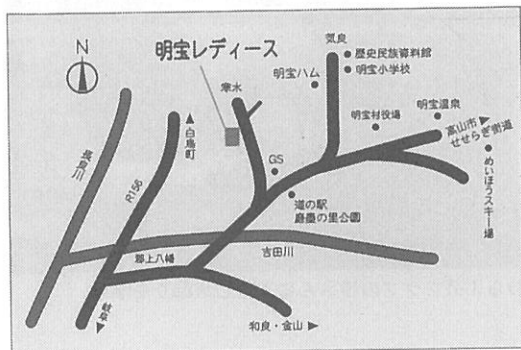 N
明宝レディース
気良
歴史民族資料館
明宝小学校
明宝ハム
寒水
▲白鳥町
明宝村役場
明宝温泉
高山市▶
せせらぎ街道
めいほうスキー場
GS
道の駅
磨墨の里公園
長良川
R156
郡上八幡
吉田川
岐阜▼
和良・金山▶